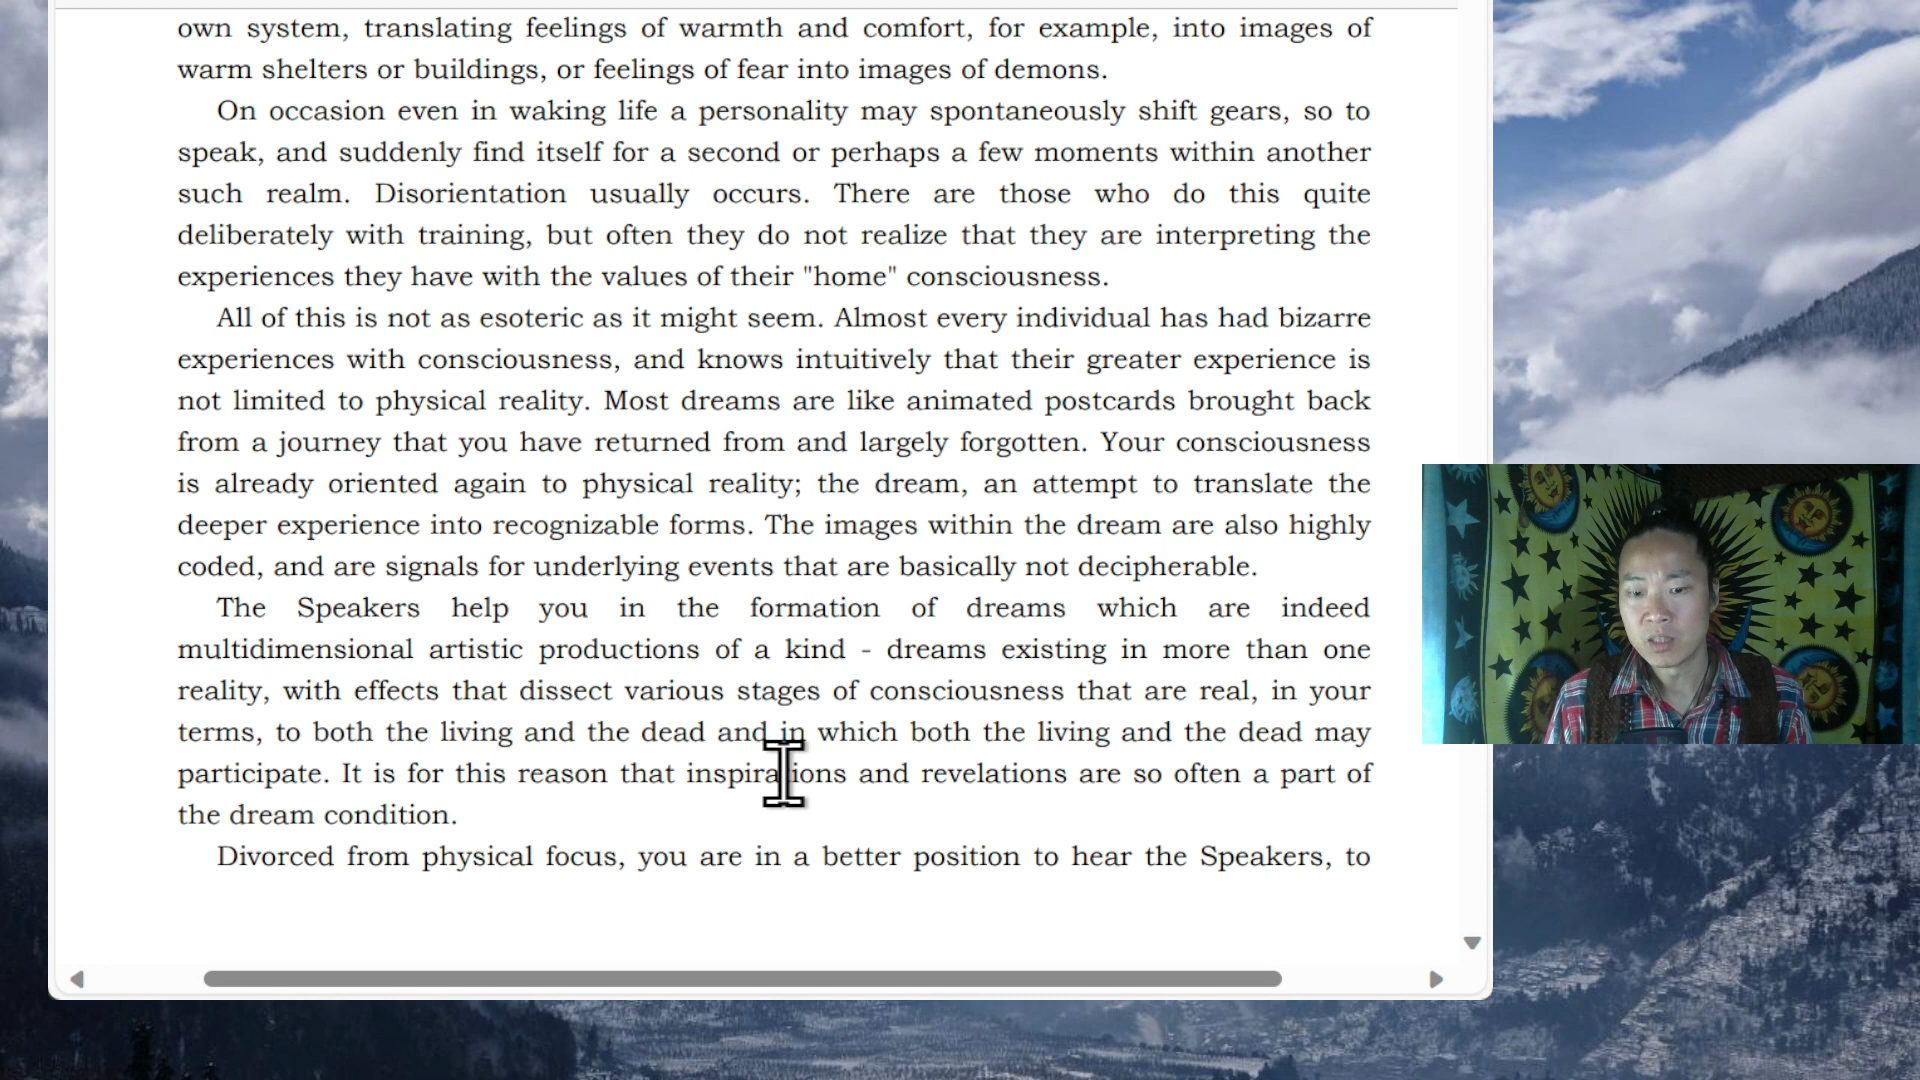 own system, translating feelings of warmth and comfort, for example, into images of
warm shelters or buildings, or feelings of fear into images of demons.
On occasion even in waking life a personality may spontaneously shift gears, so to
speak, and suddenly find itself for a second or perhaps a few moments within another
such realm. Disorientation usually occurs. There are those who do this quite
deliberately with training, but often they do not realize that they are interpreting the
experiences they have with the values of their "home" consciousness.
All of this is not as esoteric as it might seem. Almost every individual has had bizarre
experiences with consciousness, and knows intuitively that their greater experience is
not limited to physical reality. Most dreams are like animated postcards brought back
from a journey that you have returned from and largely forgotten. Your consciousness
is already oriented again to physical reality; the dream, an attempt to translate the
deeper experience into recognizable forms. The images within the dream are also highly
coded, and are signals for underlying events that are basically not decipherable.
The Speakers help you in the formation of dreams which are indeed
multidimensional artistic productions of a kind - dreams existing in more than one
reality, with effects that dissect various stages of consciousness that are real, in your
terms, to both the living and the dead and in which both the living and the dead may
participate. It is for this reason that inspirations and revelations are so often a part of
the dream condition.
Divorced from physical focus, you are in a better position to hear the Speakers, to